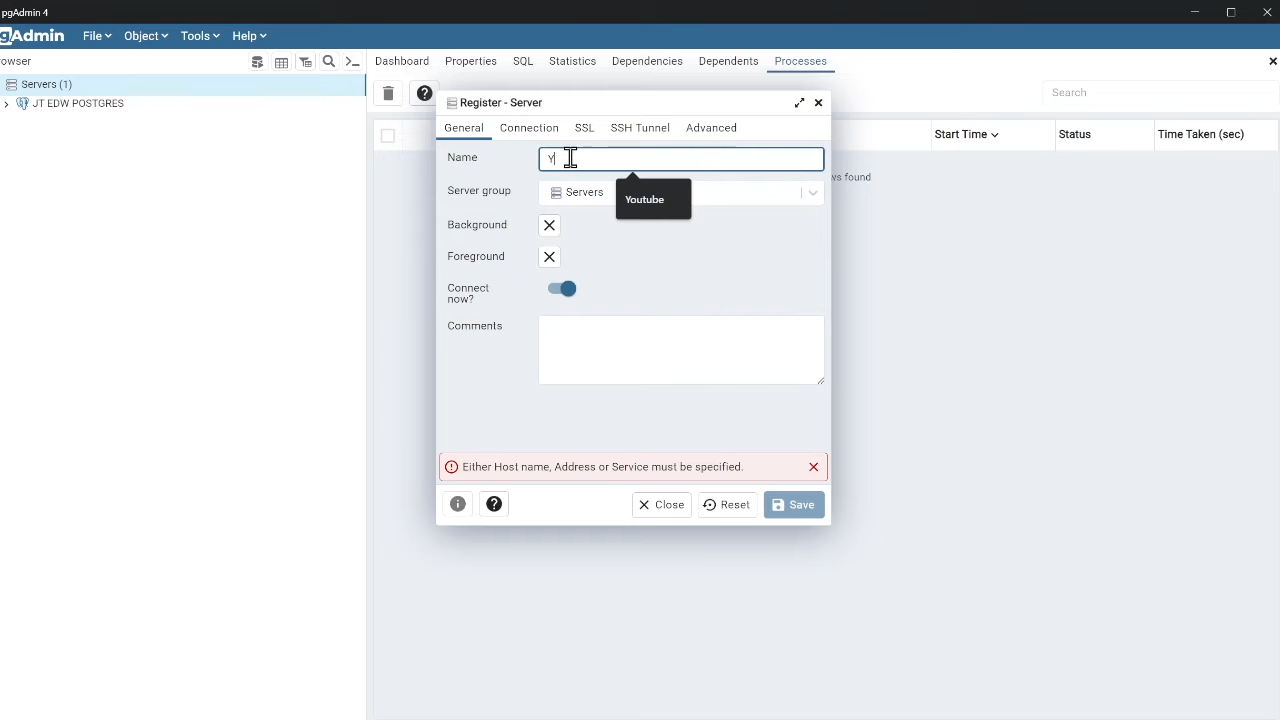 pgAdmin 4
gAdmin File Object Tools Help
owser Dashboard Properties SQL Statistics Dependencies Dependents Processes
Servers (1)
JT EDW POSTGRES
Search
Register - Server
General Connection SSL SSH Tunnel Advanced
Start Time Status Time Taken (sec)
Name Y
ws found
Server group Servers
Youtube
Background
Foreground
Connect
now?
Comments
Either Host name, Address or Service must be specified.
Close Reset Save